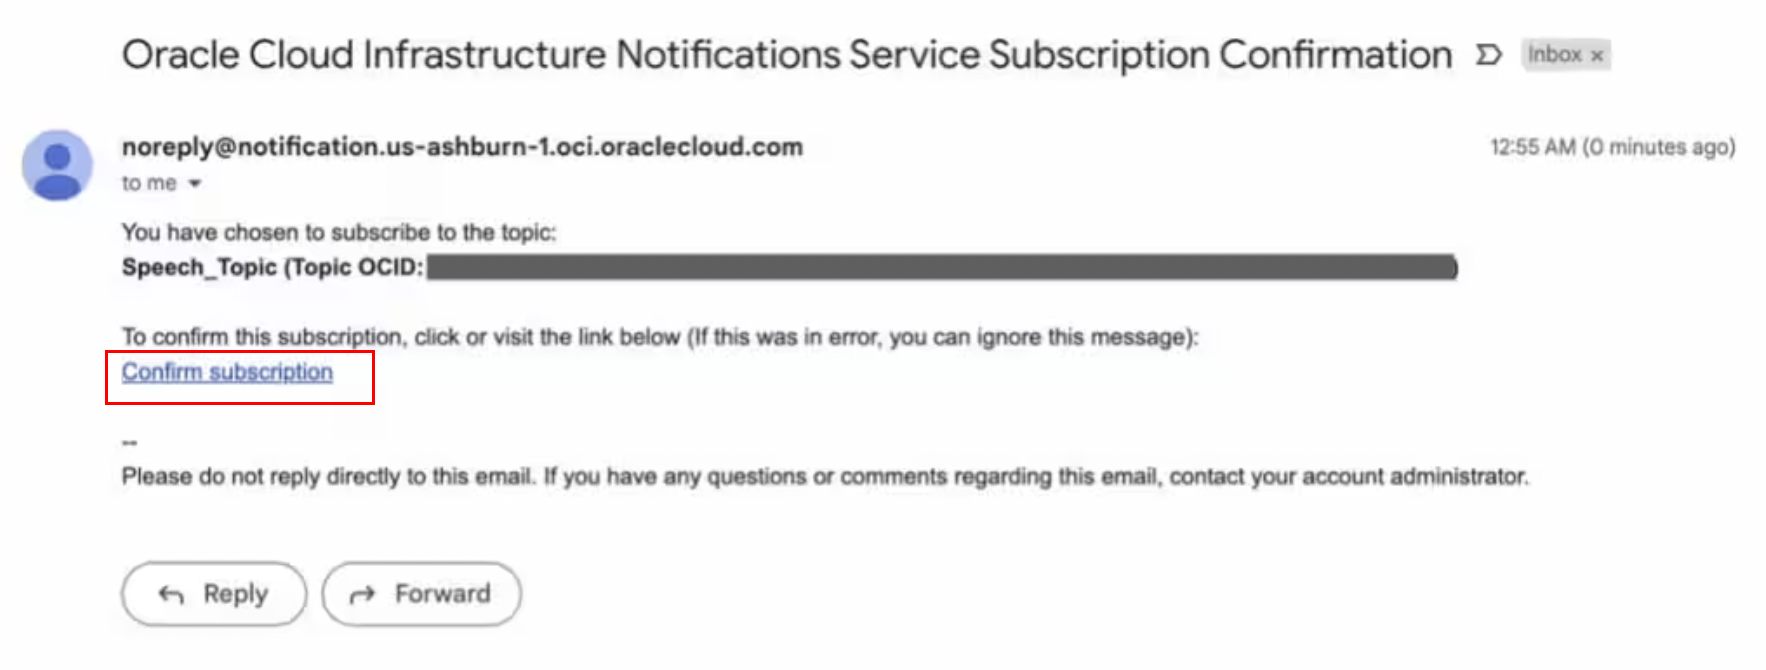 Oracle Cloud Infrastructure Notifications Service Subscription Confirmation Inbox x
noreply@notification.us-ashburn-1.oci.oraclecloud.com 12:55 AM (0 minutes ago)
to me
You have chosen to subscribe to the topic:
Speech_Topic (Topic OCID: )
To confirm this subscription, click or visit the link below (If this was in error, you can ignore this message):
Confirm subscription
--
Please do not reply directly to this email. If you have any questions or comments regarding this email, contact your account administrator.
Reply Forward